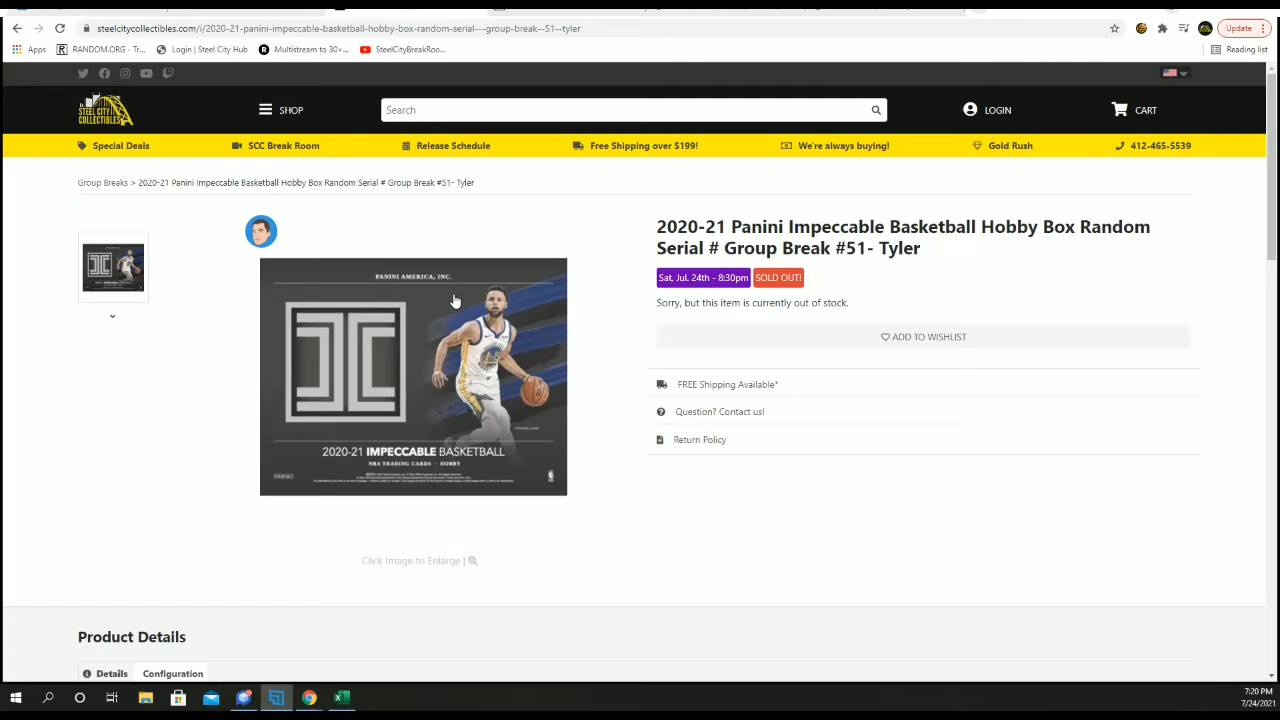 steelcitycollectibles.com/i/2020-21-panini-impeccable-basketball-hobby-box-random-serial---group-break--51--tyler
Update
Apps
RANDOM.ORG - Tr...
Login | Steel City Hub
Multistream to 30+...
SteelCityBreakRoo...
Reading list
STEEL CITY
COLLECTIBLES
SHOP
Search
LOGIN
CART
Special Deals
SCC Break Room
Release Schedule
Free Shipping over $199!
We're always buying!
Gold Rush
412-465-5539
Group Breaks > 2020-21 Panini Impeccable Basketball Hobby Box Random Serial # Group Break #51- Tyler
2020-21 Panini Impeccable Basketball Hobby Box Random
Serial # Group Break #51- Tyler
Sat, Jul. 24th - 8:30pm
SOLD OUT!
Sorry, but this item is currently out of stock.
ADD TO WISHLIST
FREE Shipping Available*
Question? Contact us!
Return Policy
PANINI AMERICA, INC.
2020-21 IMPECCABLE BASKETBALL
NBA TRADING CARDS - HOBBY
Click Image to Enlarge |
Product Details
Details
Configuration
7:20 PM
7/24/2021